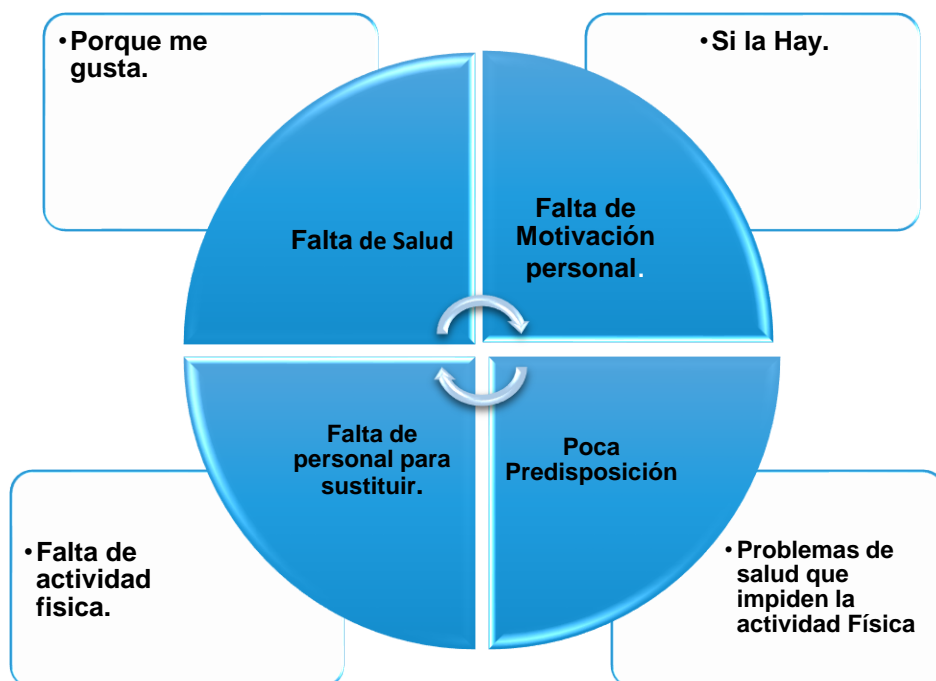 •Porque me
gusta.
•Si la Hay.
Falta de Salud
Falta de
Motivación
personal.
Falta de
personal para
sustituir.
Poca
Predisposición
•Falta de
actividad
fisica.
•Problemas de
salud que
impiden la
actividad Física